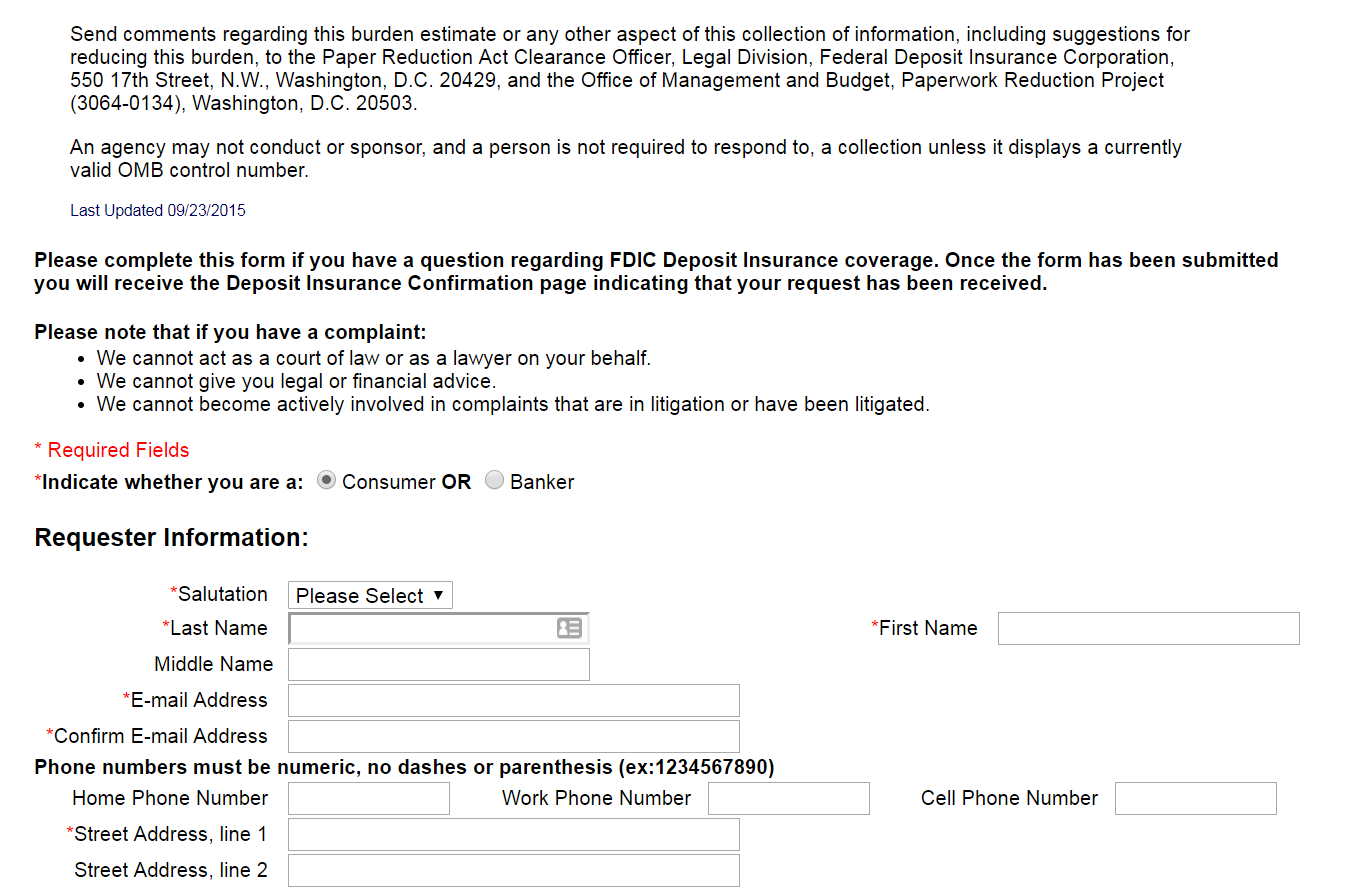 Send comments regarding this burden estimate or any other aspect of this collection of information, including suggestions for
reducing this burden, to the Paper Reduction Act Clearance Officer, Legal Division, Federal Deposit Insurance Corporation,
550 17th Street, N.W., Washington, D.C. 20429, and the Office of Management and Budget, Paperwork Reduction Project
(3064-0134), Washington, D.C. 20503.
An agency may not conduct or sponsor, and a person is not required to respond to, a collection unless it displays a currently
valid OMB control number.
Last Updated 09/23/2015
Please complete this form if you have a question regarding FDIC Deposit Insurance coverage. Once the form has been submitted
you will receive the Deposit Insurance Confirmation page indicating that your request has been received.
Please note that if you have a complaint:
• We cannot act as a court of law or as a lawyer on your behalf.
• We cannot give you legal or financial advice.
• We cannot become actively involved in complaints that are in litigation or have been litigated.
* Required Fields
*Indicate whether you are a: Consumer OR Banker
Requester Information:
*Salutation Please Select ▼
*Last Name *First Name
Middle Name
*E-mail Address
*Confirm E-mail Address
Phone numbers must be numeric, no dashes or parenthesis (ex:1234567890)
Home Phone Number Work Phone Number Cell Phone Number
*Street Address, line 1
Street Address, line 2